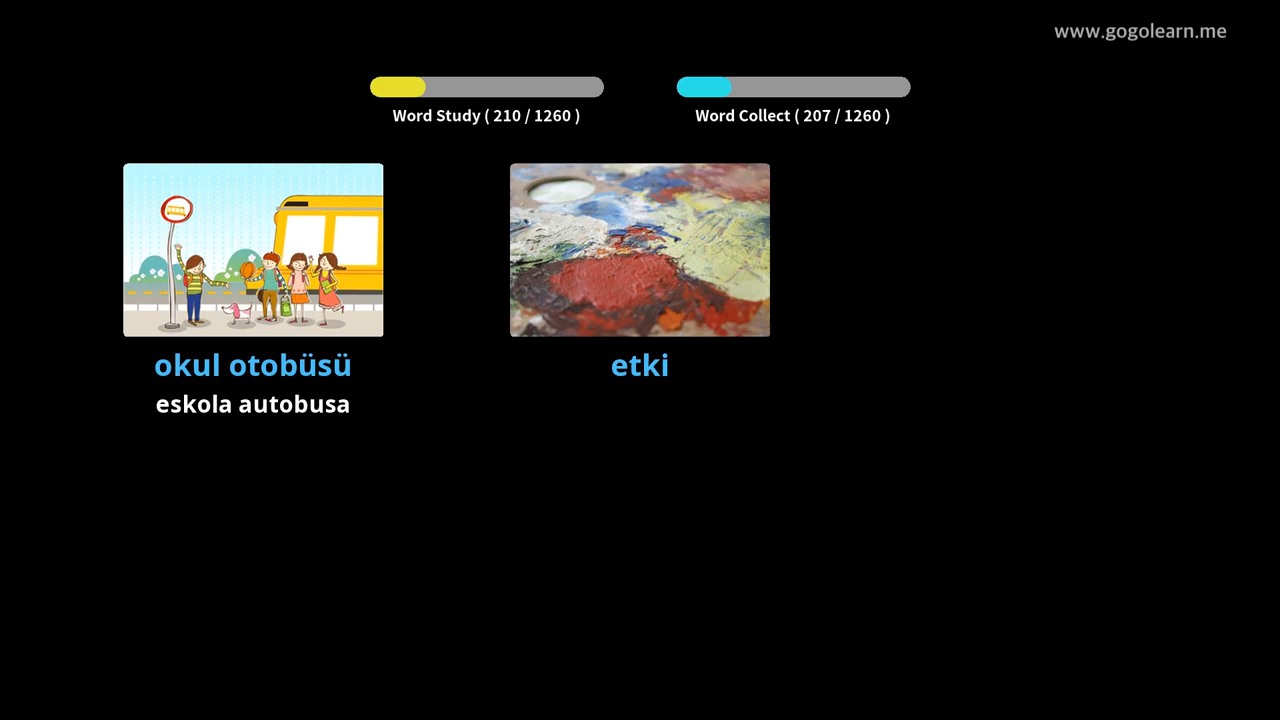 www.gogolearn.me
Word Study ( 210 / 1260 )
Word Collect ( 207 / 1260 )
okul otobüsü
eskola autobusa
etki